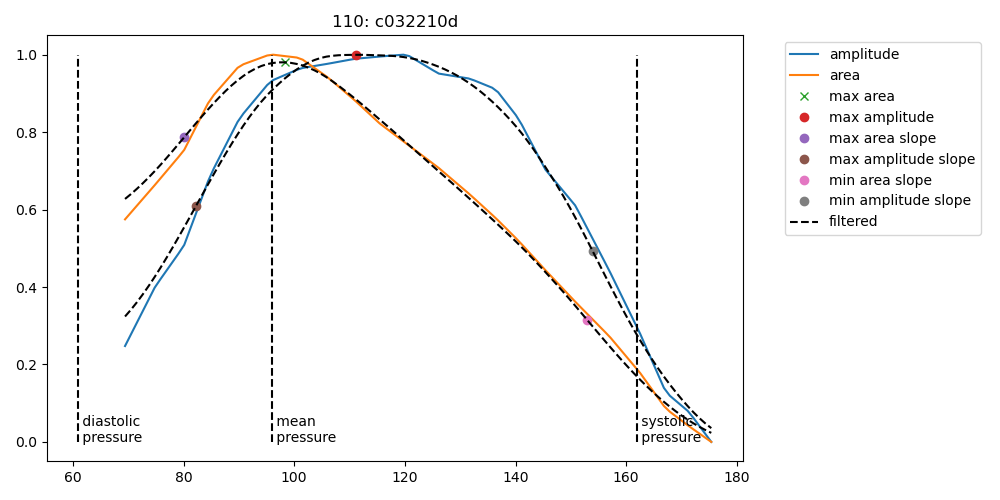 110: c032210d
1.0
0.8
0.6
0.4
0.2
0.0
diastolic
pressure
mean
pressure
systolic
pressure
60
80
100
120
140
160
180
amplitude
area
max area
max amplitude
max area slope
max amplitude slope
min area slope
min amplitude slope
filtered